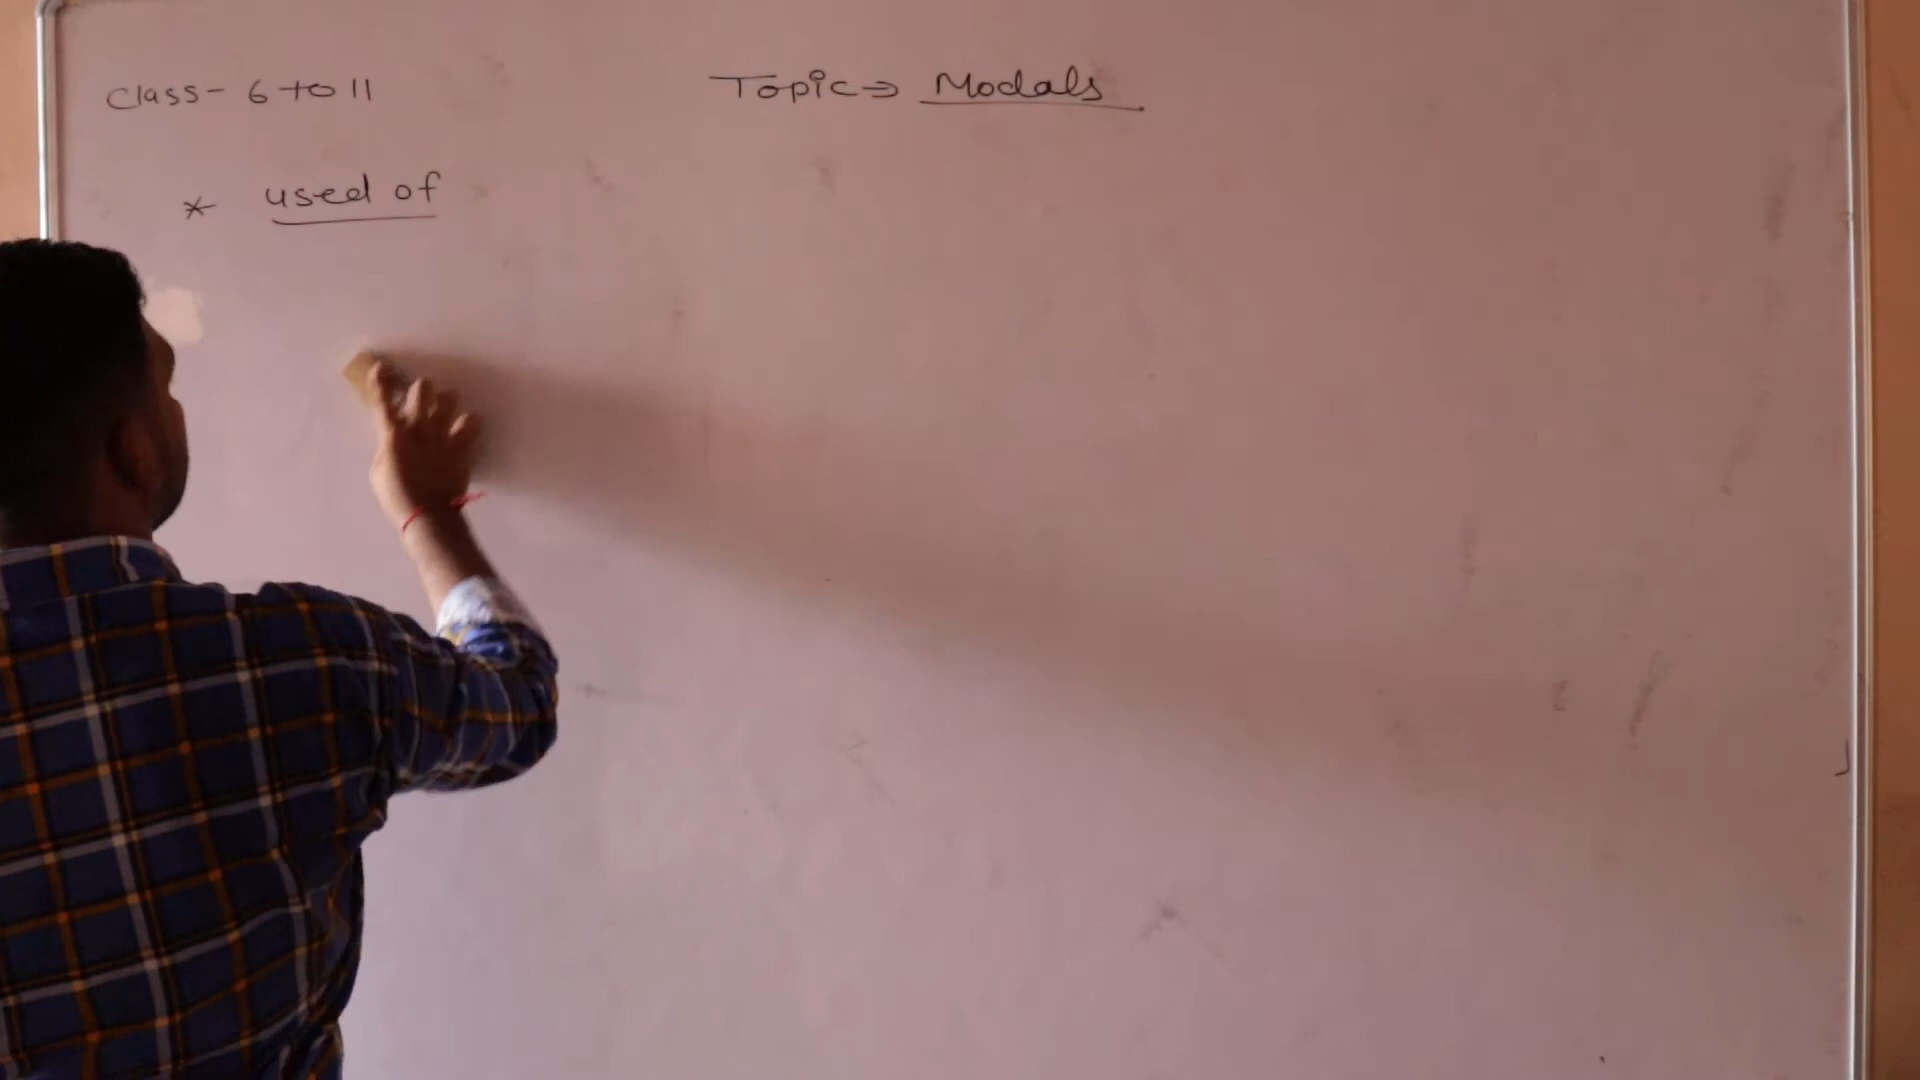 Class- 6 to 11
Topic→ Modals
* used of